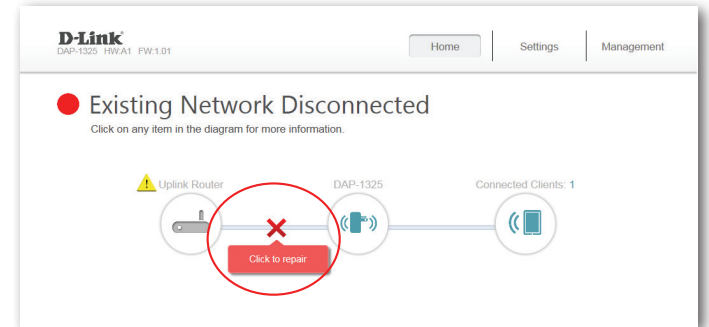 D-Link
DAP-1325 HW:A1 FW:1.01
Home Settings Management
Existing Network Disconnected
Click on any item in the diagram for more information.
Uplink Router DAP-1325 Connected Clients: 1
Click to repair